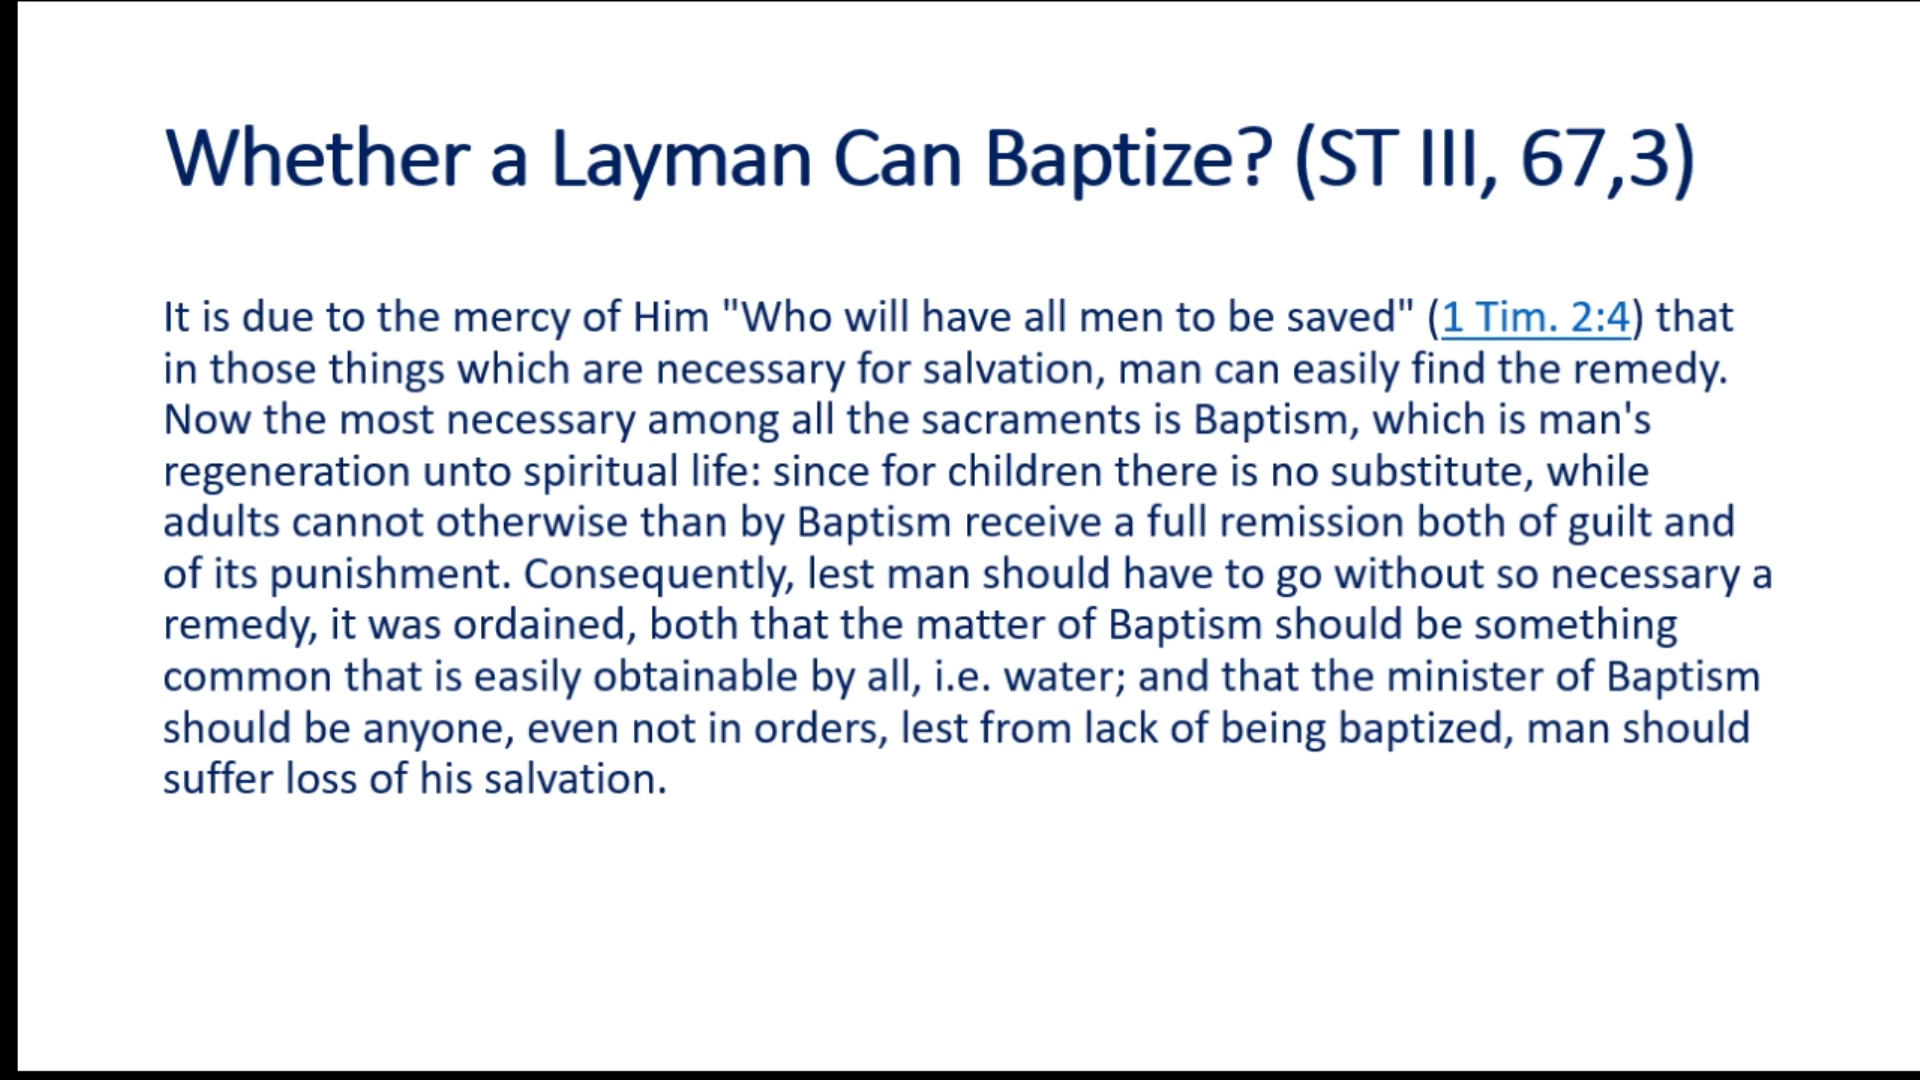 Whether a Layman Can Baptize? (ST III, 67,3)
It is due to the mercy of Him "Who will have all men to be saved" (1 Tim. 2:4) that
in those things which are necessary for salvation, man can easily find the remedy.
Now the most necessary among all the sacraments is Baptism, which is man's
regeneration unto spiritual life: since for children there is no substitute, while
adults cannot otherwise than by Baptism receive a full remission both of guilt and
of its punishment. Consequently, lest man should have to go without so necessary a
remedy, it was ordained, both that the matter of Baptism should be something
common that is easily obtainable by all, i.e. water; and that the minister of Baptism
should be anyone, even not in orders, lest from lack of being baptized, man should
suffer loss of his salvation.